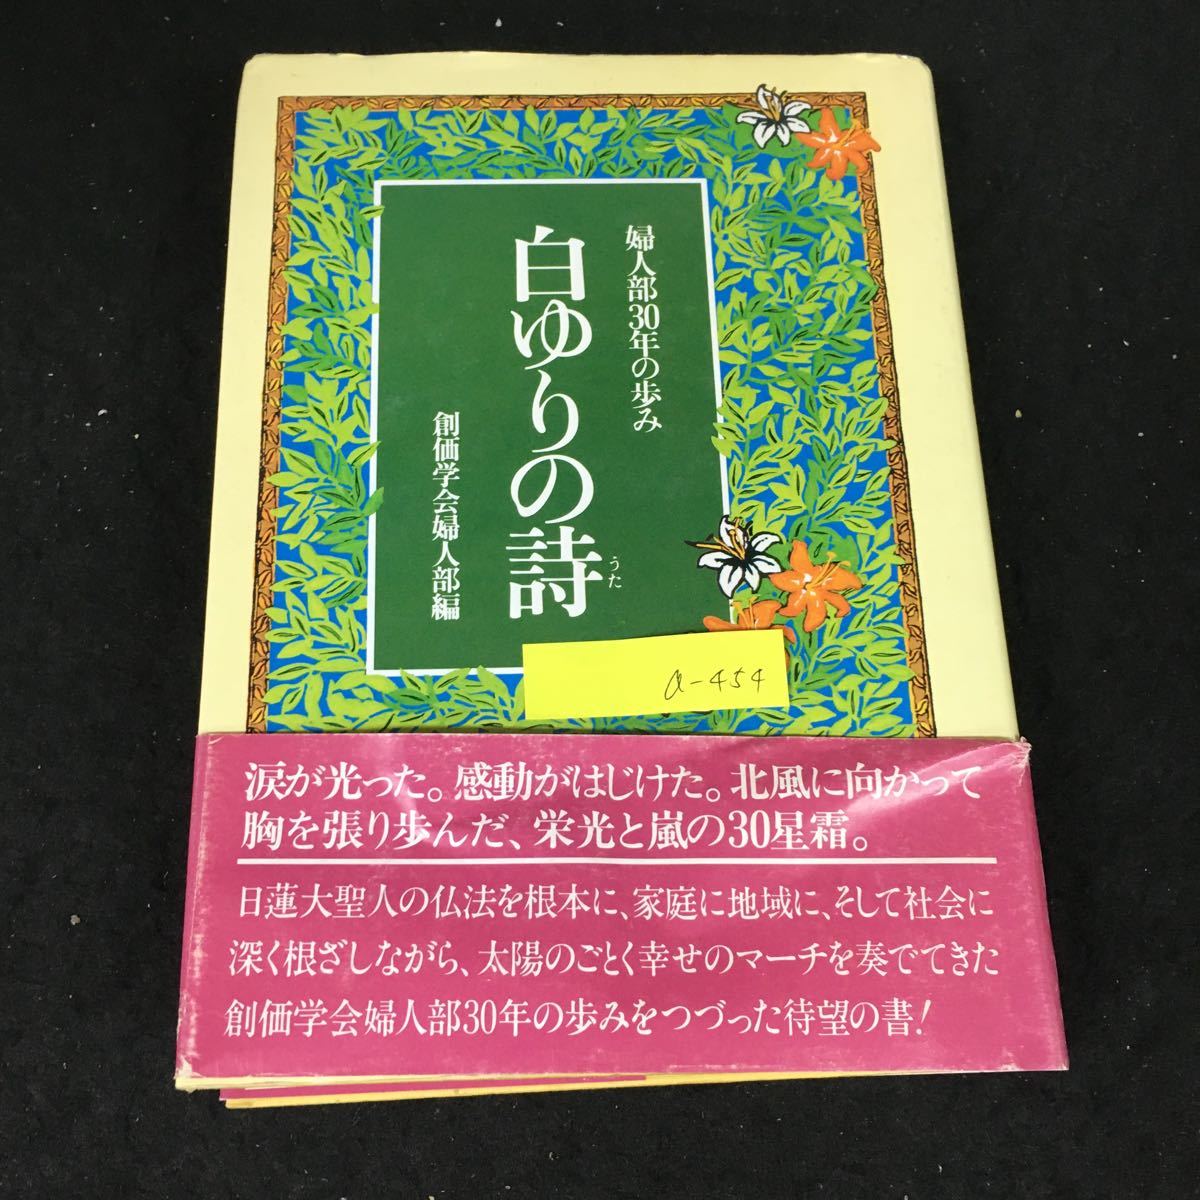 婦人部30年の歩み
白ゆりの詩
うた
創価学会婦人部編
a-454
涙が光った。感動がはじけた。北風に向かって
胸を張り歩んだ、栄光と嵐の30星霜。
日蓮大聖人の仏法を根本に、家庭に地域に、そして社会に
深く根ざしながら、太陽のごとく幸せのマーチを奏でてきた
創価学会婦人部30年の歩みをつづった待望の書!